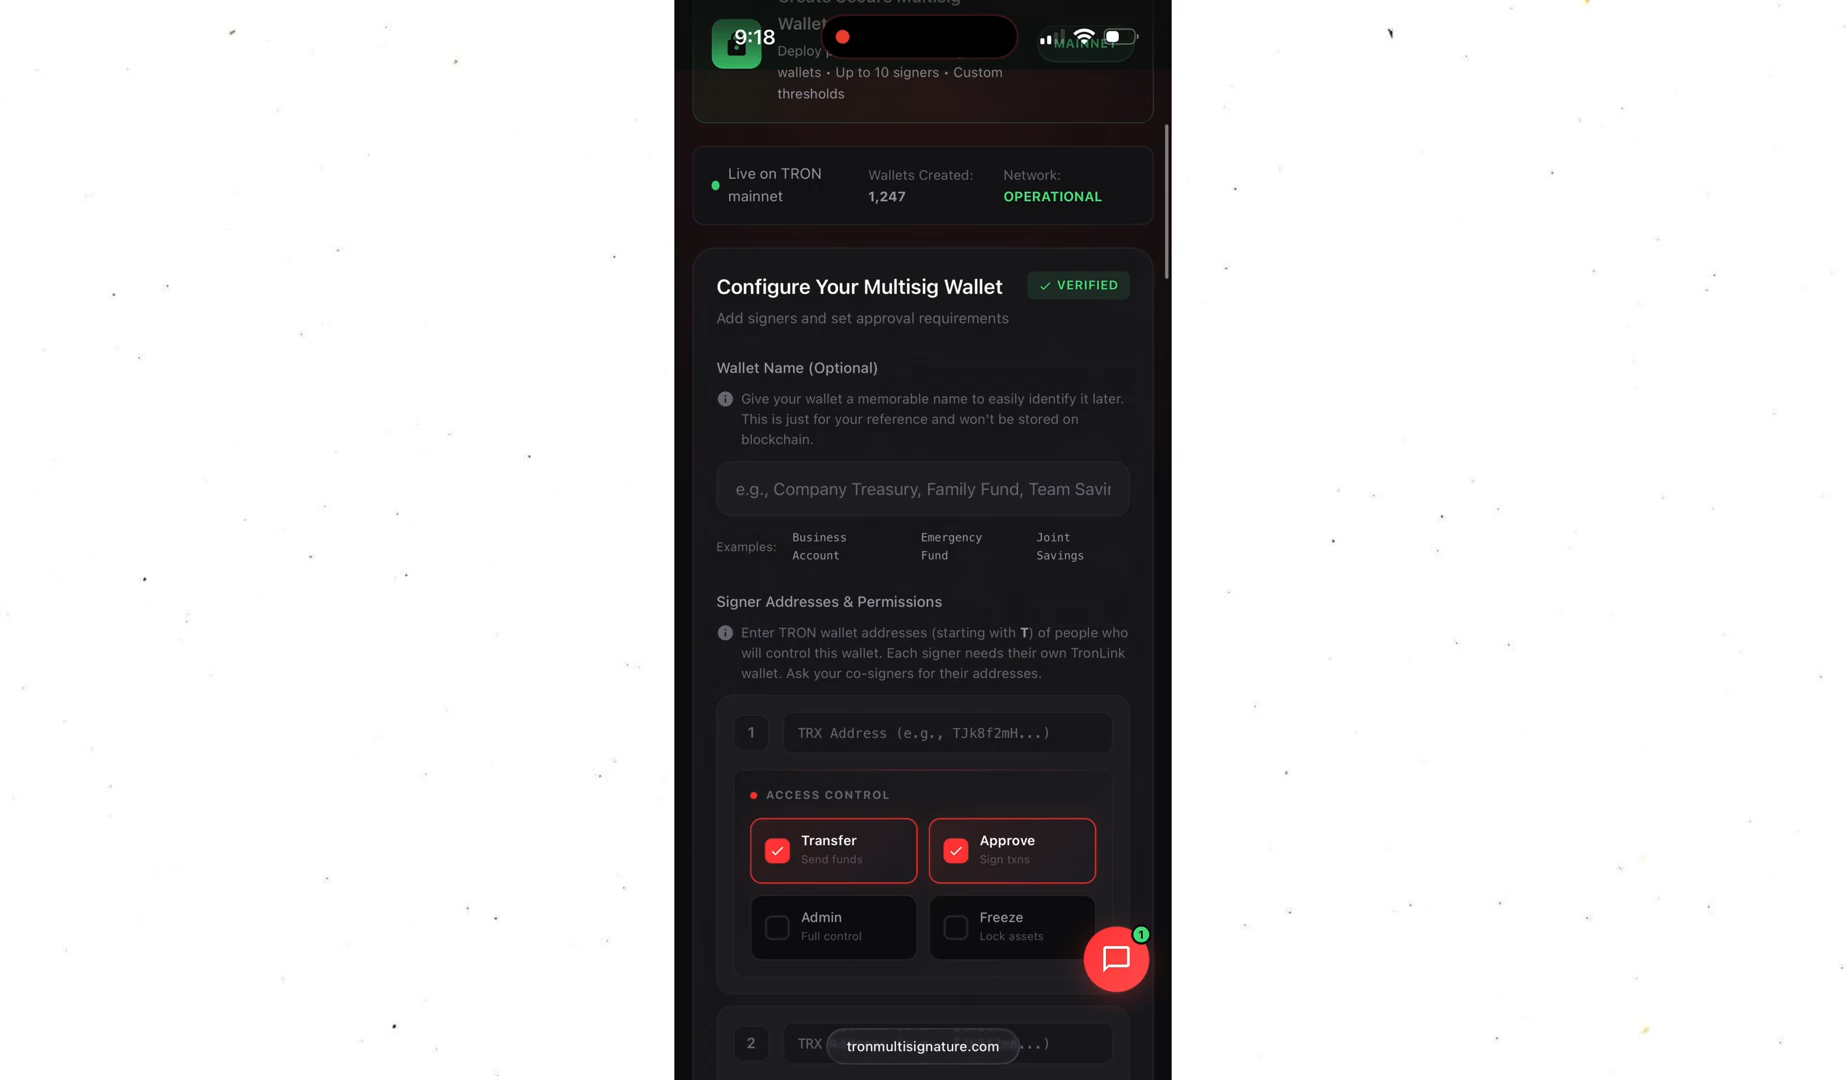 Create Secure Multisig
Wallet
9:18
MAINNET
Deploy
wallets • Up to 10 signers • Custom
thresholds
Live on TRON
mainnet
Wallets Created:
1,247
Network:
OPERATIONAL
Configure Your Multisig Wallet
VERIFIED
Add signers and set approval requirements
Wallet Name (Optional)
Give your wallet a memorable name to easily identify it later.
This is just for your reference and won't be stored on
blockchain.
e.g., Company Treasury, Family Fund, Team Savin
Examples:
Business
Account
Emergency
Fund
Joint
Savings
Signer Addresses & Permissions
Enter TRON wallet addresses (starting with T) of people who
will control this wallet. Each signer needs their own TronLink
wallet. Ask your co-signers for their addresses.
1
TRX Address (e.g., TJk8f2mH...)
ACCESS CONTROL
Transfer
Send funds
Approve
Sign txns
Admin
Full control
Freeze
Lock assets
1
2
TRX ...)
tronmultisignature.com